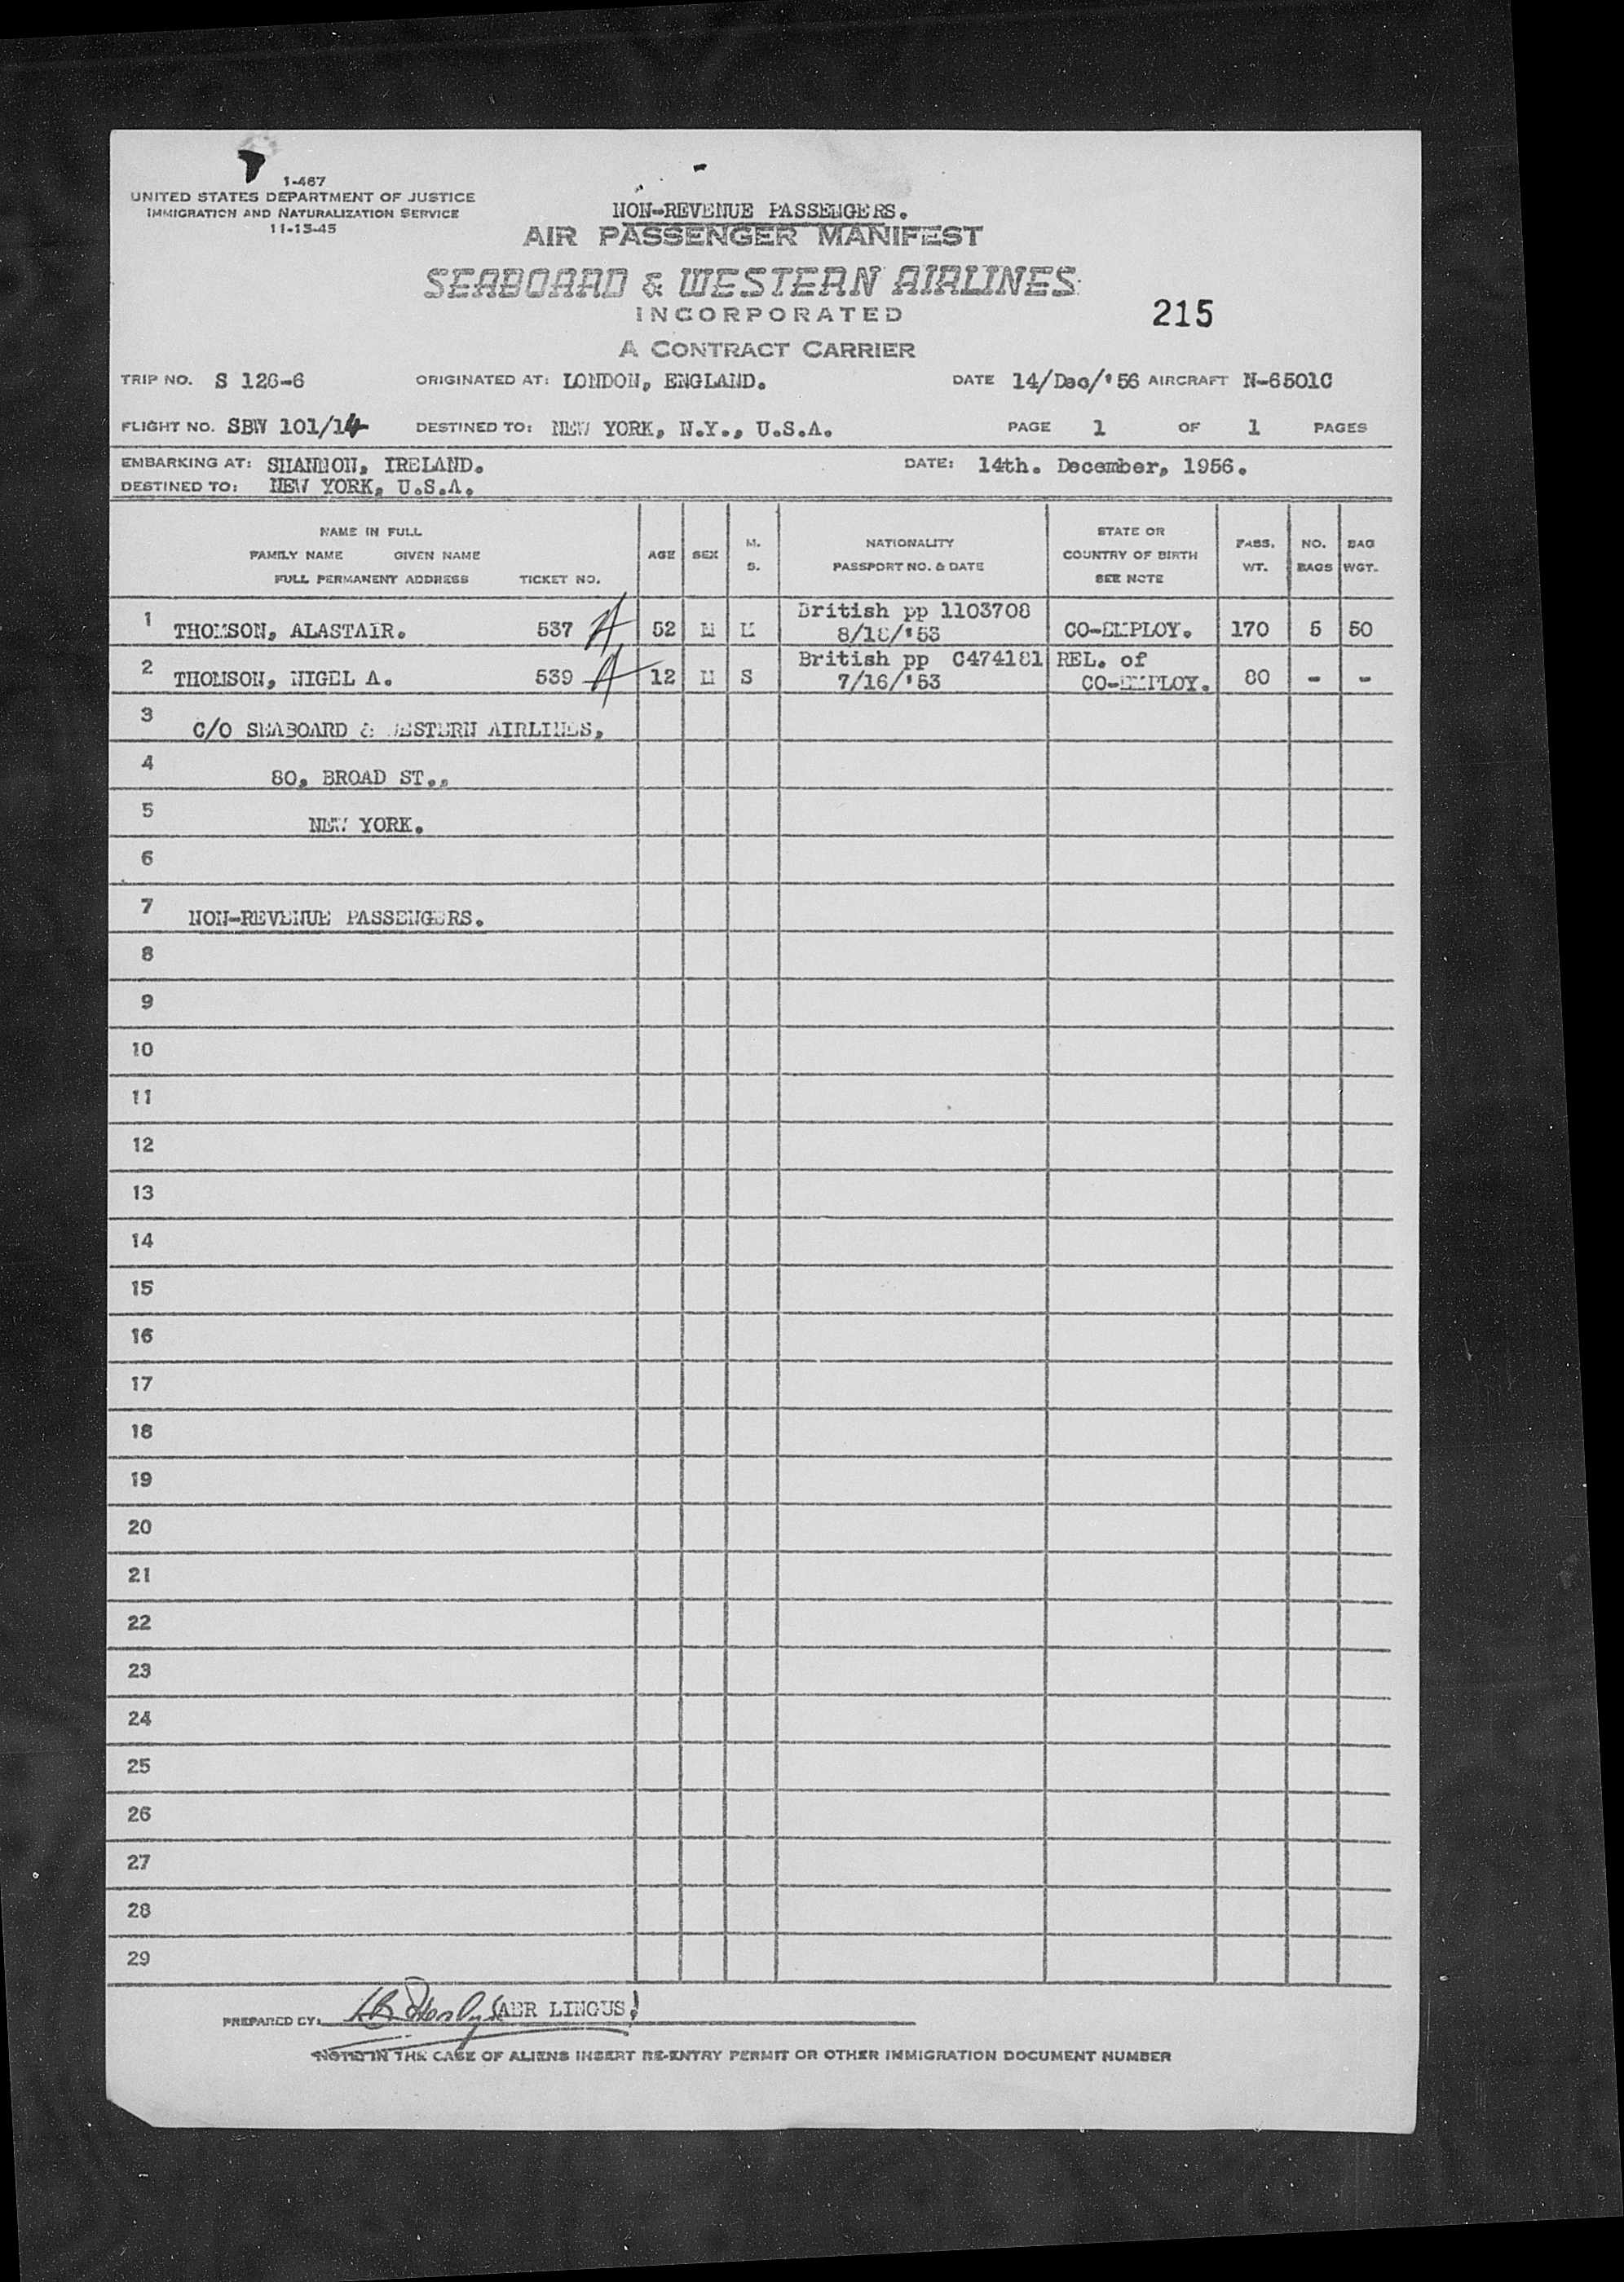 1-467
UNITED STATES DEPARTMENT OF JUSTICE
IMMIGRATION AND NATURALIZATION SERVICE
11-13-45
NON-REVENUE PASSENGERS.
AIR PASSENGER MANIFEST
SEABOARD & WESTERN AIRLINES
INCORPORATED
215
A CONTRACT CARRIER
TRIP NO. S 126-6 ORIGINATED AT: LONDON, ENGLAND. DATE 14/Dec/'56 AIRCRAFT N-6501C
FLIGHT NO. SBW 101/14 DESTINED TO: NEW YORK, N.Y., U.S.A. PAGE 1 OF 1 PAGES
EMBARKING AT: SHANNON, IRELAND. DATE: 14th. December, 1956.
DESTINED TO: NEW YORK, U.S.A.
NAME IN FULL
FAMILY NAME GIVEN NAME
FULL PERMANENT ADDRESS TICKET NO. AGE SEX M. S. NATIONALITY PASSPORT NO. & DATE STATE OR COUNTRY OF BIRTH SEE NOTE PASS. WT. NO. BAGS BAG WGT.
1 THOMSON, ALASTAIR. 537 A 52 M M British pp 1103708 8/18/'53 CO-EMPLOY. 170 5 50
2 THOMSON, NIGEL A. 539 A 12 M S British pp C474181 7/16/'53 REL. of CO-EMPLOY. 80 - -
3 C/O SEABOARD & WESTERN AIRLINES,
4 80, BROAD ST.,
5 NEW YORK.
6
7 NON-REVENUE PASSENGERS.
8
9
10
11
12
13
14
15
16
17
18
19
20
21
22
23
24
25
26
27
28
29
PREPARED BY: (AER LINGUS)
NOTE: IN THE CASE OF ALIENS INSERT RE-ENTRY PERMIT OR OTHER IMMIGRATION DOCUMENT NUMBER